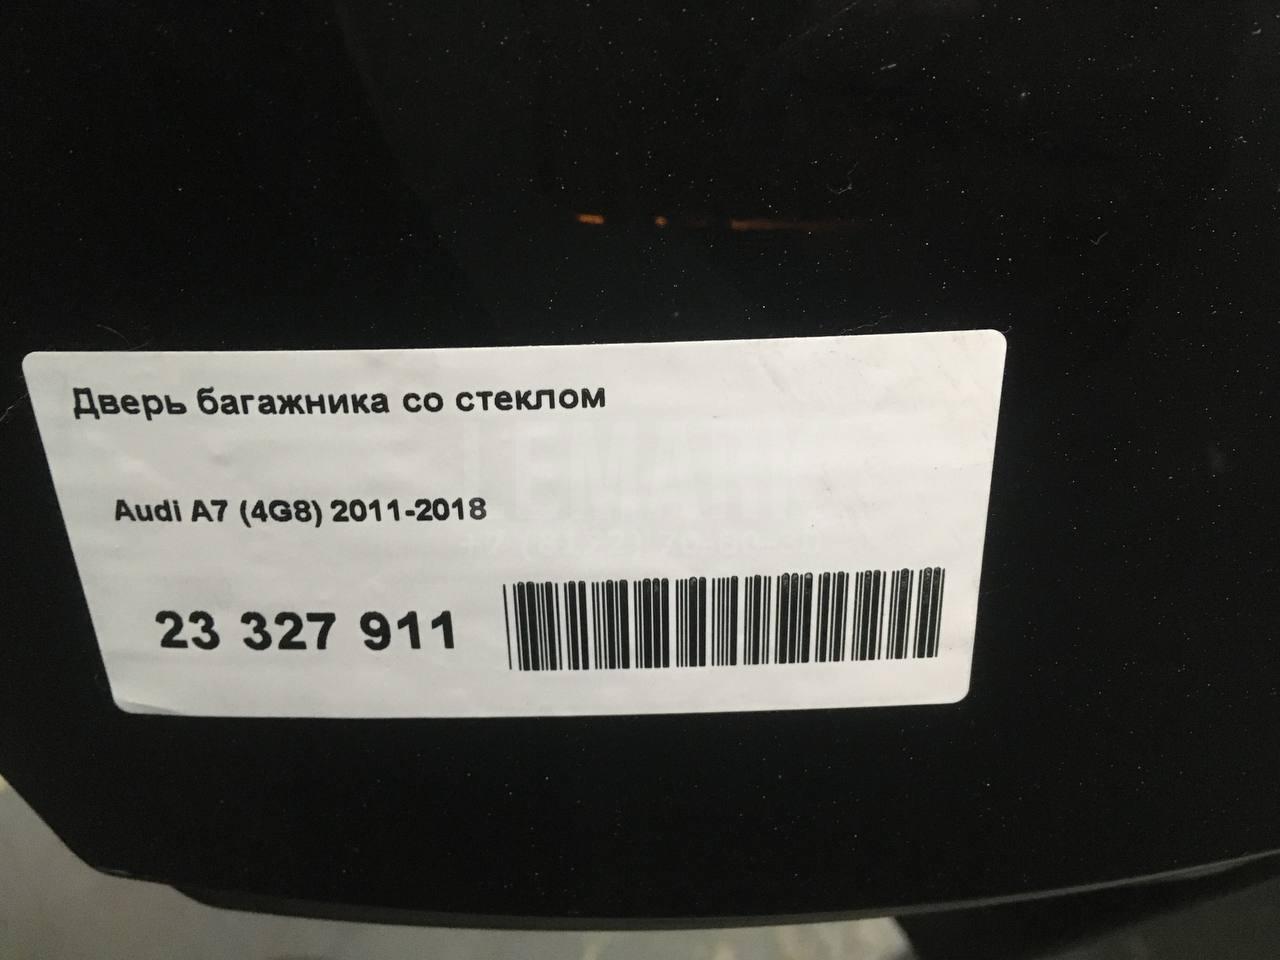 Дверь багажника со стеклом
Audi A7 (4G8) 2011-2018
23 327 911